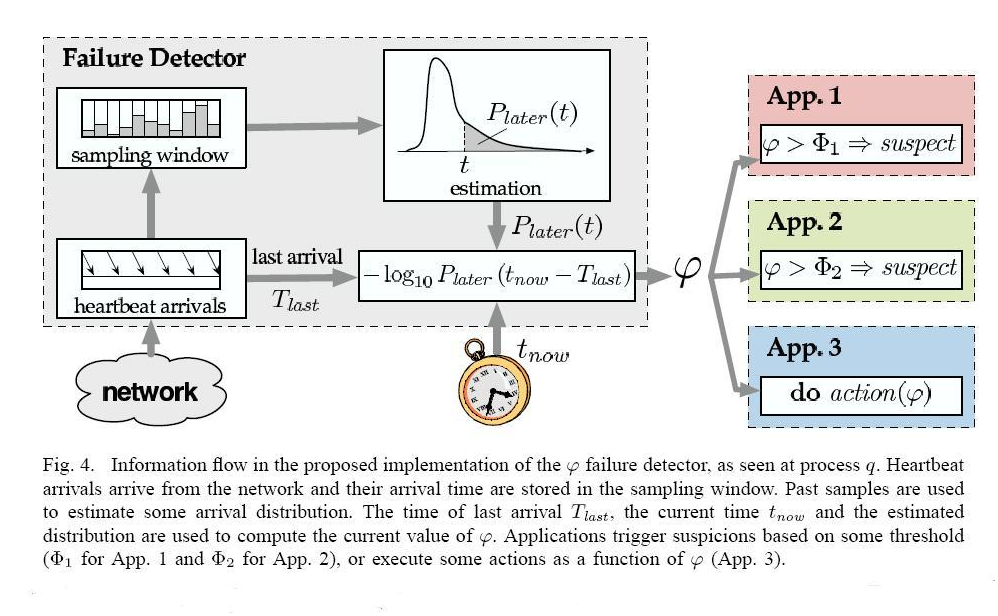 Failure Detector
sampling window
P_later(t)
t
estimation
P_later(t)
heartbeat arrivals
last arrival
T_last
−log₁₀ P_later (t_now − T_last)
φ
network
t_now
App. 1
φ > Φ₁ ⇒ suspect
App. 2
φ > Φ₂ ⇒ suspect
App. 3
do action(φ)
Fig. 4. Information flow in the proposed implementation of the φ failure detector, as seen at process q. Heartbeat
arrivals arrive from the network and their arrival time are stored in the sampling window. Past samples are used
to estimate some arrival distribution. The time of last arrival T_last, the current time t_now and the estimated
distribution are used to compute the current value of φ. Applications trigger suspicions based on some threshold
(Φ₁ for App. 1 and Φ₂ for App. 2), or execute some actions as a function of φ (App. 3).